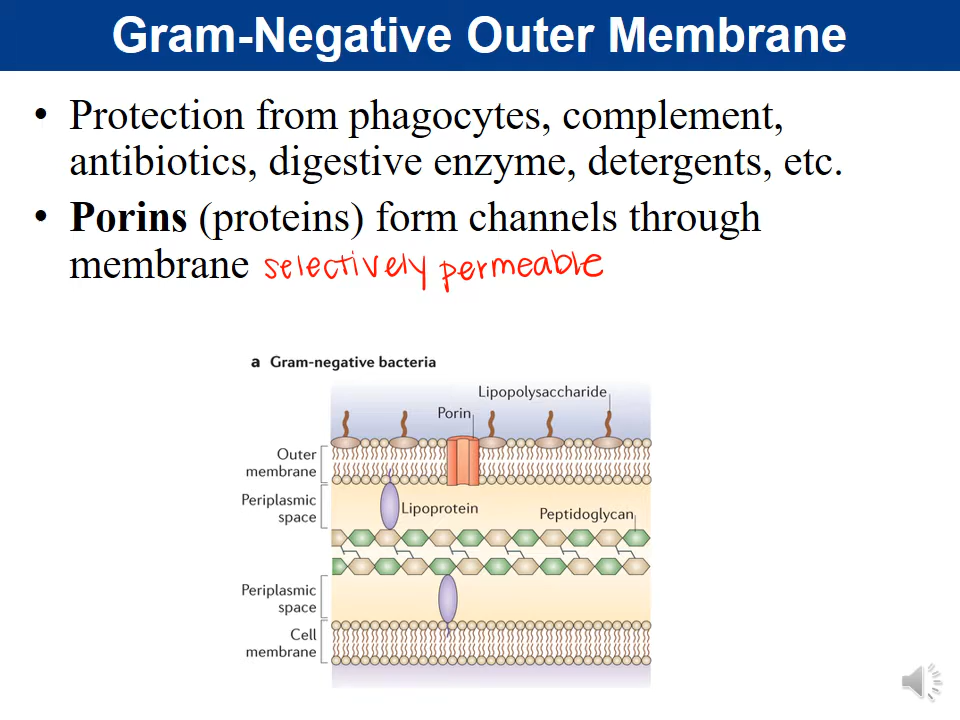 Gram-Negative Outer Membrane
• Protection from phagocytes, complement,
antibiotics, digestive enzyme, detergents, etc.
• Porins (proteins) form channels through
membrane selectively permeable
a Gram-negative bacteria
Lipopolysaccharide
Porin
Outer
membrane
Periplasmic
space
Lipoprotein
Peptidoglycan
Periplasmic
space
Cell
membrane